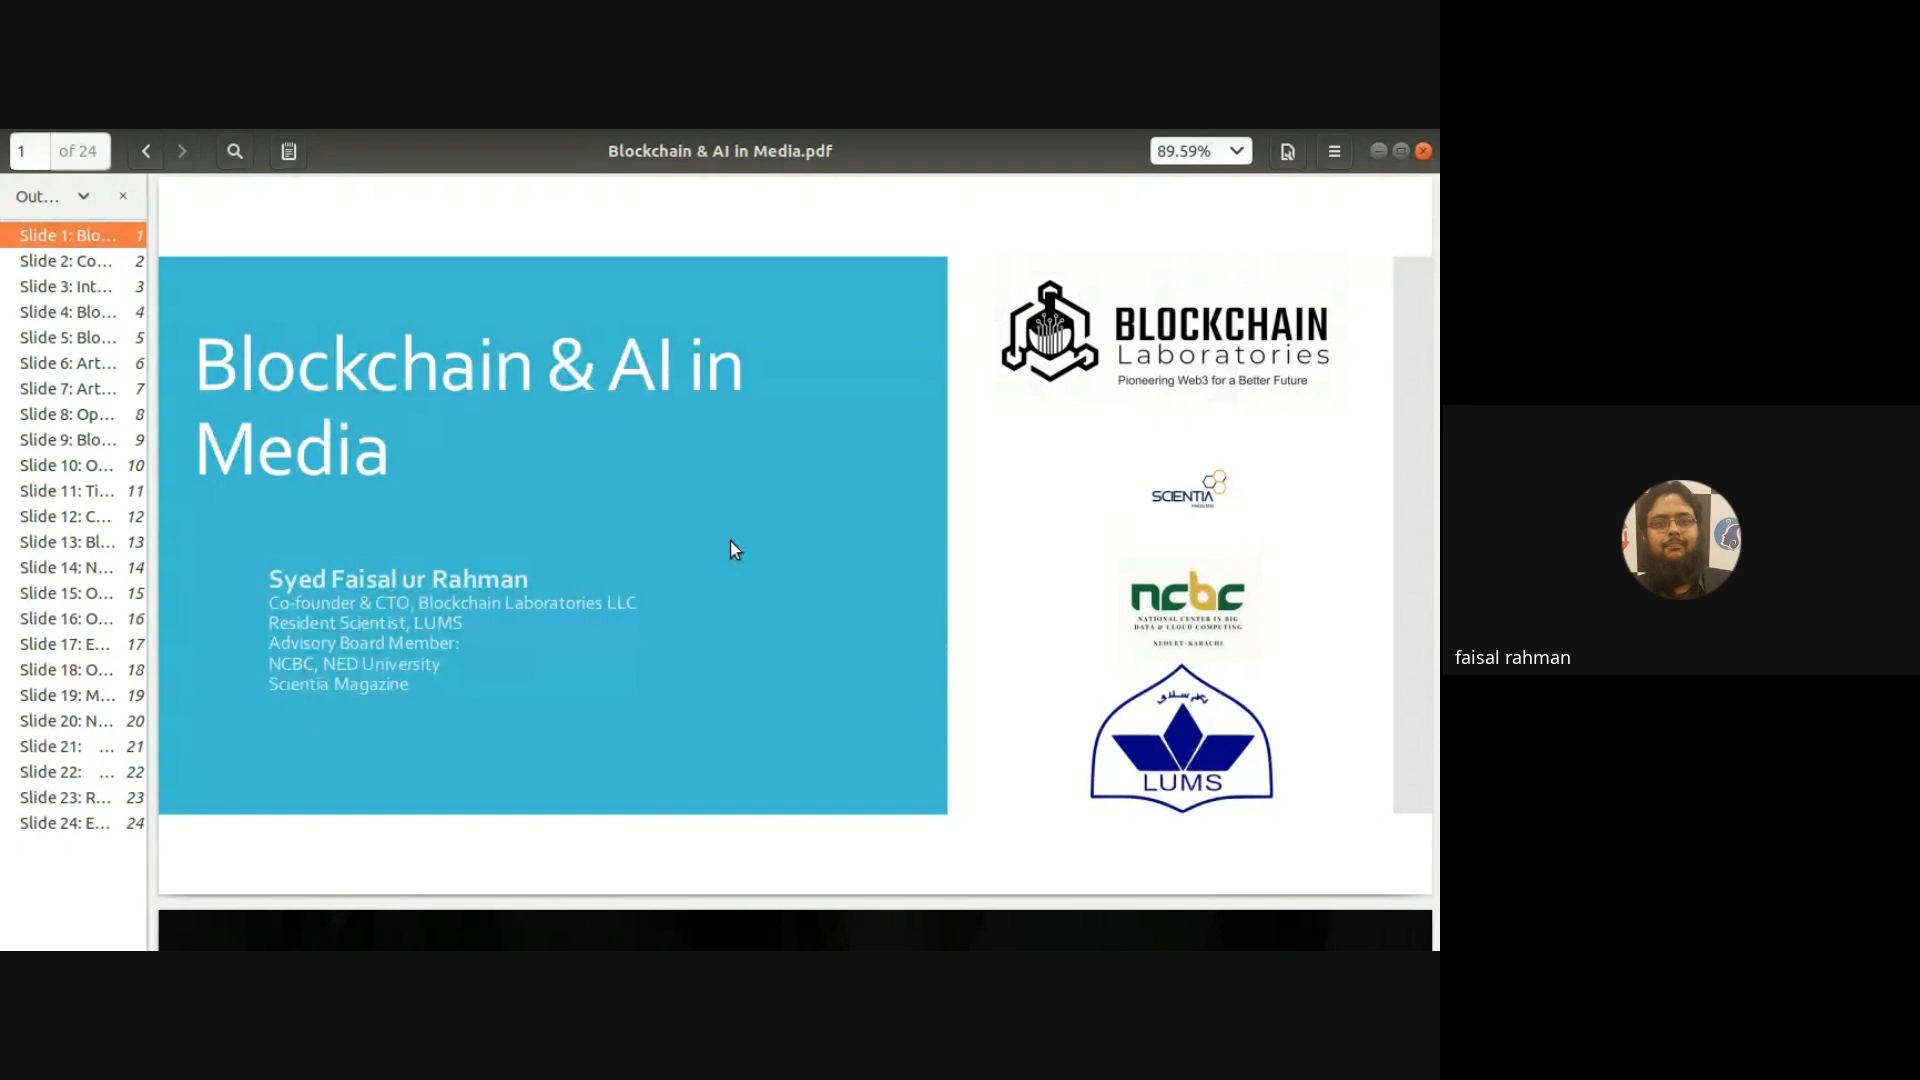 1 of 24
Blockchain & AI in Media.pdf
89.59%
Out...
Slide 1: Blo... 1
Slide 2: Co... 2
Slide 3: Int... 3
Slide 4: Blo... 4
Slide 5: Blo... 5
Slide 6: Art... 6
Slide 7: Art... 7
Slide 8: Op... 8
Slide 9: Blo... 9
Slide 10: O... 10
Slide 11: Ti... 11
Slide 12: C... 12
Slide 13: Bl... 13
Slide 14: N... 14
Slide 15: O... 15
Slide 16: O... 16
Slide 17: E... 17
Slide 18: O... 18
Slide 19: M... 19
Slide 20: N... 20
Slide 21: ... 21
Slide 22: ... 22
Slide 23: R... 23
Slide 24: E... 24
Blockchain & AI in
Media
Syed Faisal ur Rahman
Co-founder & CTO, Blockchain Laboratories LLC
Resident Scientist, LUMS
Advisory Board Member:
NCBC, NED University
Scientia Magazine
BLOCKCHAIN
Laboratories
Pioneering Web3 for a Better Future
SCIENTIA
PAKISTAN
ncbc
NATIONAL CENTER IN BIG
DATA & CLOUD COMPUTING
NEDUET-KARACHI
LUMS
faisal rahman